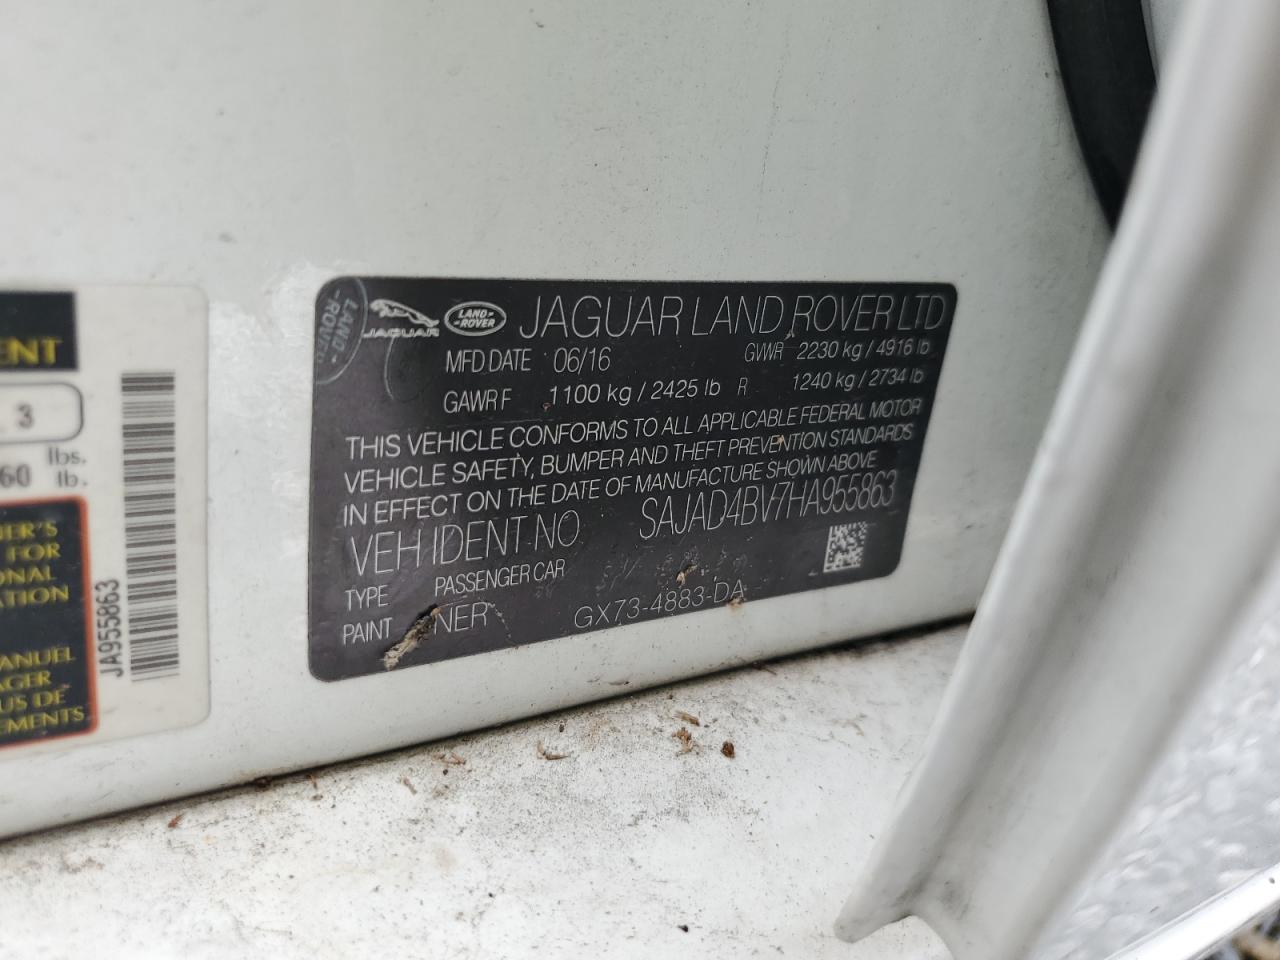 ENT
3
60 lbs.
lb.
ER'S
FOR
ONAL
ATION
ANUEL
AGER
US DE
EMENTS
JA955863
LAND-
-ROVER
JAGUAR LAND-
-ROVER JAGUAR LAND ROVER LTD
MFD DATE 06/16 GVWR 2230 kg / 4916 lb
GAWR F 1100 kg / 2425 lb R 1240 kg / 2734 lb
THIS VEHICLE CONFORMS TO ALL APPLICABLE FEDERAL MOTOR
VEHICLE SAFETY, BUMPER AND THEFT PREVENTION STANDARDS
IN EFFECT ON THE DATE OF MANUFACTURE SHOWN ABOVE
VEH IDENT NO SAJAD4BV7HA955863
TYPE PASSENGER CAR
PAINT NER GX73-4883-DA